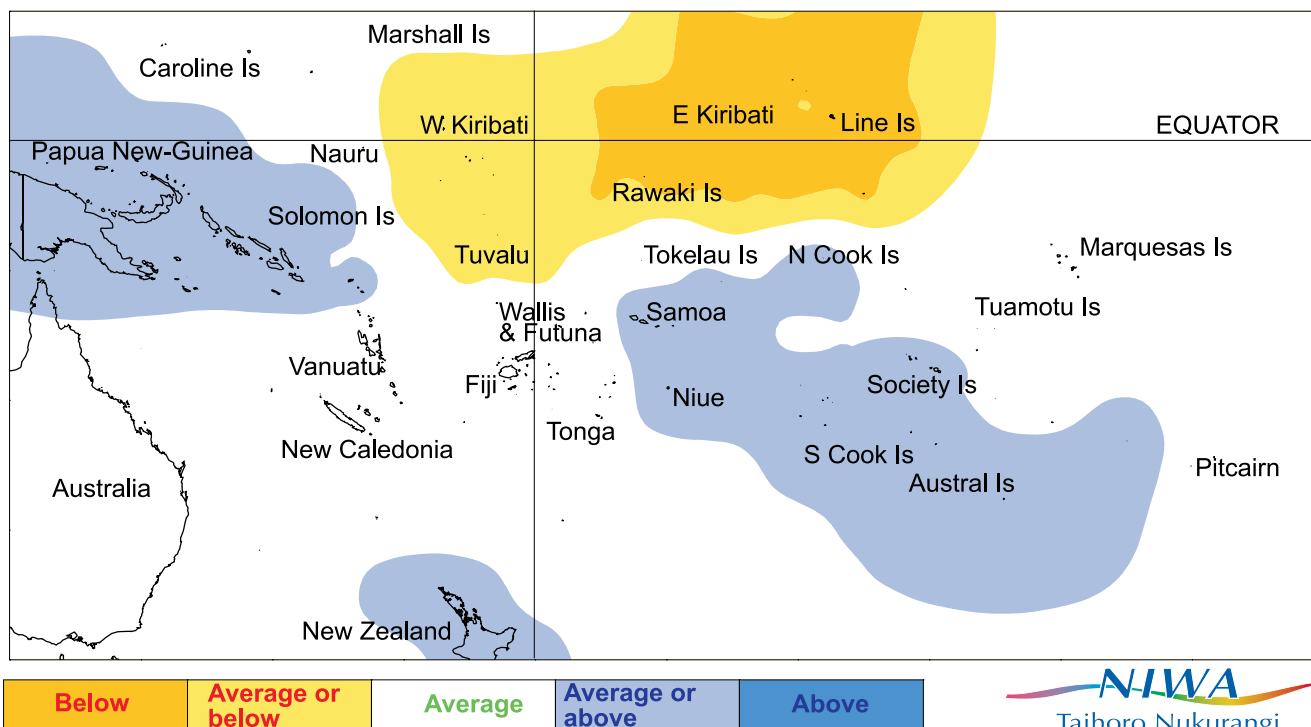 Marshall Is
Caroline Is
W Kiribati
E Kiribati
Line Is
EQUATOR
Papua New-Guinea
Nauru
Rawaki Is
Solomon Is
Tuvalu
Tokelau Is
N Cook Is
Marquesas Is
Wallis
& Futuna
Samoa
Tuamotu Is
Vanuatu
Fiji
Niue
Society Is
New Caledonia
Tonga
S Cook Is
Austral Is
Pitcairn
Australia
New Zealand
Below
Average or
below
Average
Average or
above
Above
NIWA
Taihoro Nukurangi